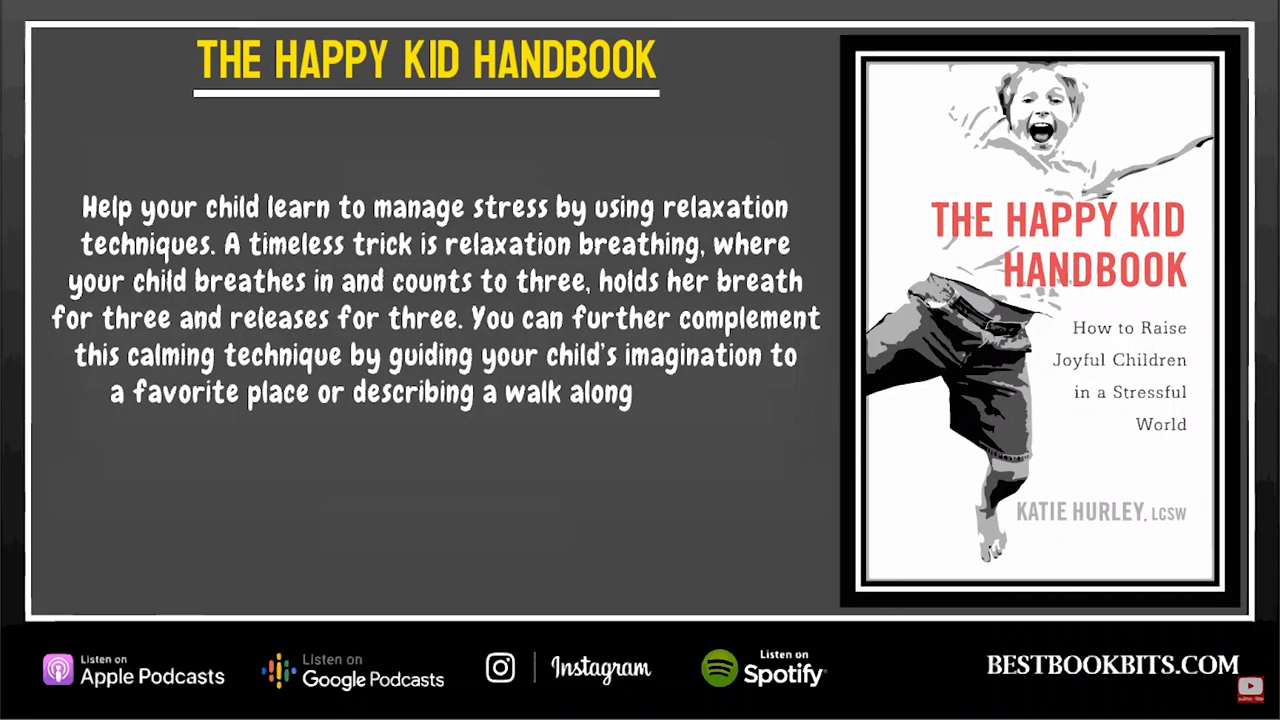 THE HAPPY KID HANDBOOK
Help your child learn to manage stress by using relaxation
techniques. A timeless trick is relaxation breathing, where
your child breathes in and counts to three, holds her breath
for three and releases for three. You can further complement
this calming technique by guiding your child's imagination to
a favorite place or describing a walk along
THE HAPPY KID
HANDBOOK
How to Raise
Joyful Children
in a Stressful
World
KATIE HURLEY, LCSW
Listen on
Apple Podcasts
Listen on
Google Podcasts
Instagram
Listen on
Spotify
BESTBOOKBITS.COM